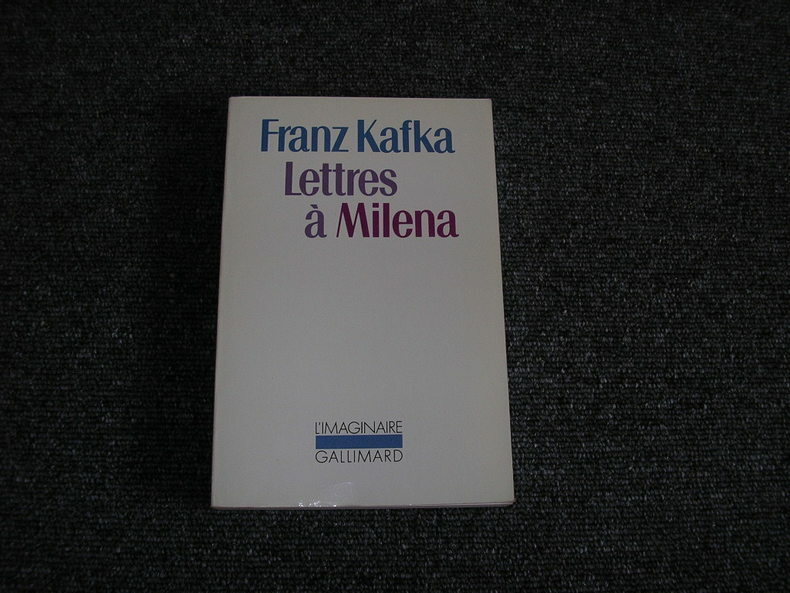 Franz Kafka
Lettres
à Milena
L'IMAGINAIRE
GALLIMARD